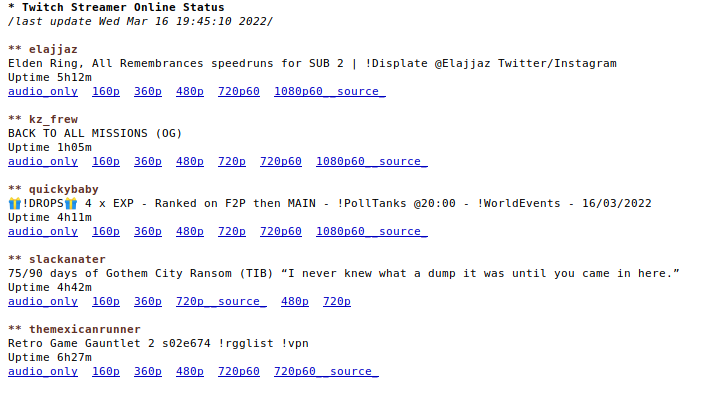 * Twitch Streamer Online Status
/last update Wed Mar 16 19:45:10 2022/
** elajjaz
Elden Ring, All Remembrances speedruns for SUB 2 | !Displate @Elajjaz Twitter/Instagram
Uptime 5h12m
audio_only 160p 360p 480p 720p60 1080p60__source_
** kz_frew
BACK TO ALL MISSIONS (OG)
Uptime 1h05m
audio_only 160p 360p 480p 720p 720p60 1080p60__source_
** quickybaby
🎁!DROPS🎁 4 x EXP - Ranked on F2P then MAIN - !PollTanks @20:00 - !WorldEvents - 16/03/2022
Uptime 4h11m
audio_only 160p 360p 480p 720p 720p60 1080p60__source_
** slackanater
75/90 days of Gothem City Ransom (TIB) “I never knew what a dump it was until you came in here.”
Uptime 4h42m
audio_only 160p 360p 720p__source_ 480p 720p
** themexicanrunner
Retro Game Gauntlet 2 s02e674 !rgglist !vpn
Uptime 6h27m
audio_only 160p 360p 480p 720p60 720p60__source_